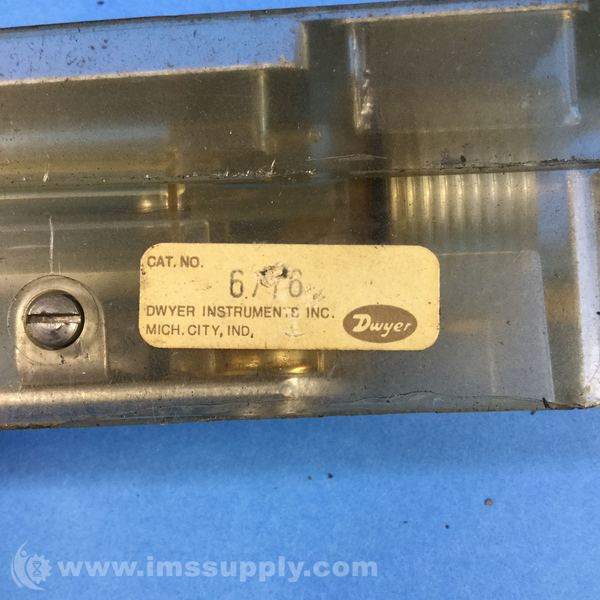 CAT. NO.
DWYER INSTRUMENTS INC.
MICH. CITY, IND.
Dwyer
www.imssupply.com